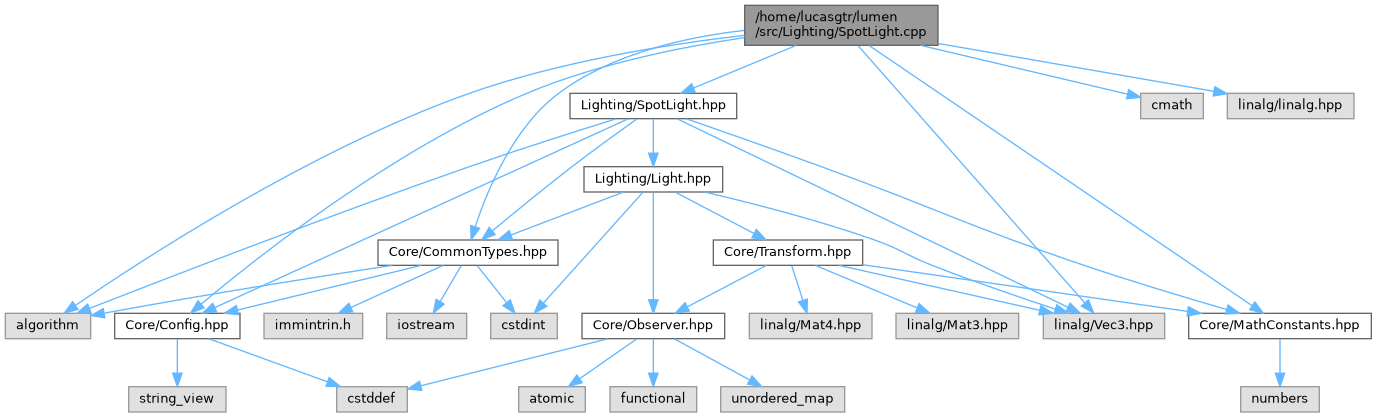 /home/lucasgtr/lumen
/src/Lighting/SpotLight.cpp
Lighting/SpotLight.hpp
cmath
linalg/linalg.hpp
Lighting/Light.hpp
Core/CommonTypes.hpp
Core/Transform.hpp
algorithm
Core/Config.hpp
immintrin.h
iostream
cstdint
Core/Observer.hpp
linalg/Mat4.hpp
linalg/Mat3.hpp
linalg/Vec3.hpp
Core/MathConstants.hpp
string_view
cstddef
atomic
functional
unordered_map
numbers